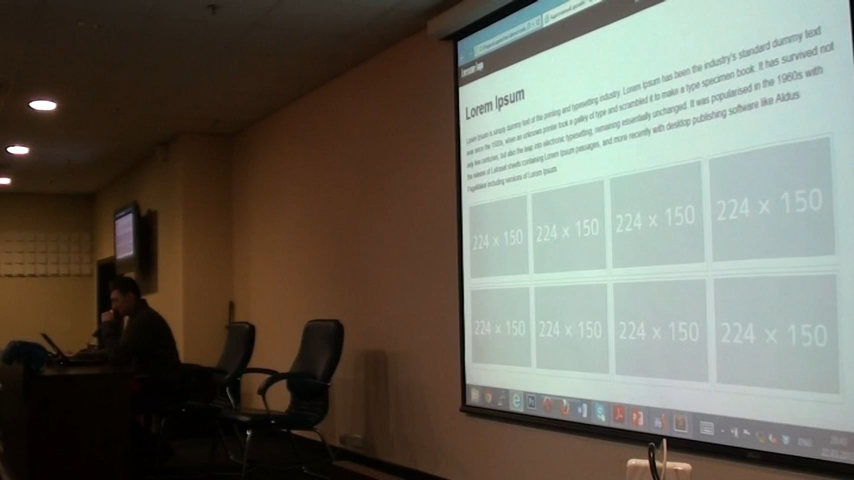 Lorem Ipsum
Lorem Ipsum is simply dummy text of the printing and typesetting industry. Lorem Ipsum has been the industry's standard dummy text
ever since the 1500s, when an unknown printer took a galley of type and scrambled it to make a type specimen book. It has survived not
only five centuries, but also the leap into electronic typesetting, remaining essentially unchanged. It was popularised in the 1960s with
the release of Letraset sheets containing Lorem Ipsum passages, and more recently with desktop publishing software like Aldus
PageMaker including versions of Lorem Ipsum.
224 × 150 224 × 150 224 × 150 224 × 150
224 × 150 224 × 150 224 × 150 224 × 150
ENG